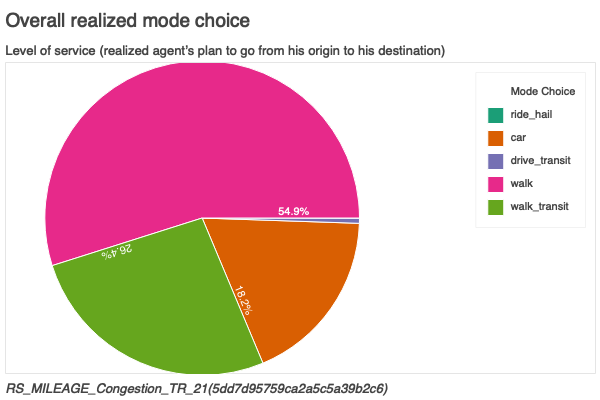 Overall realized mode choice
Level of service (realized agent's plan to go from his origin to his destination)
Mode Choice
ride_hail
car
drive_transit
walk
walk_transit
54.9%
26.4%
18.2%
RS_MILEAGE_Congestion_TR_21(5dd7d95759ca2a5c5a39b2c6)